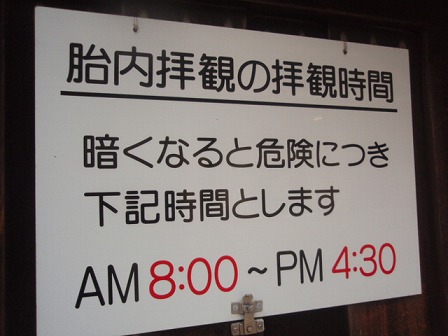 胎内拝観の拝観時間
暗くなると危険につき
下記時間とします
AM 8:00～PM 4:30